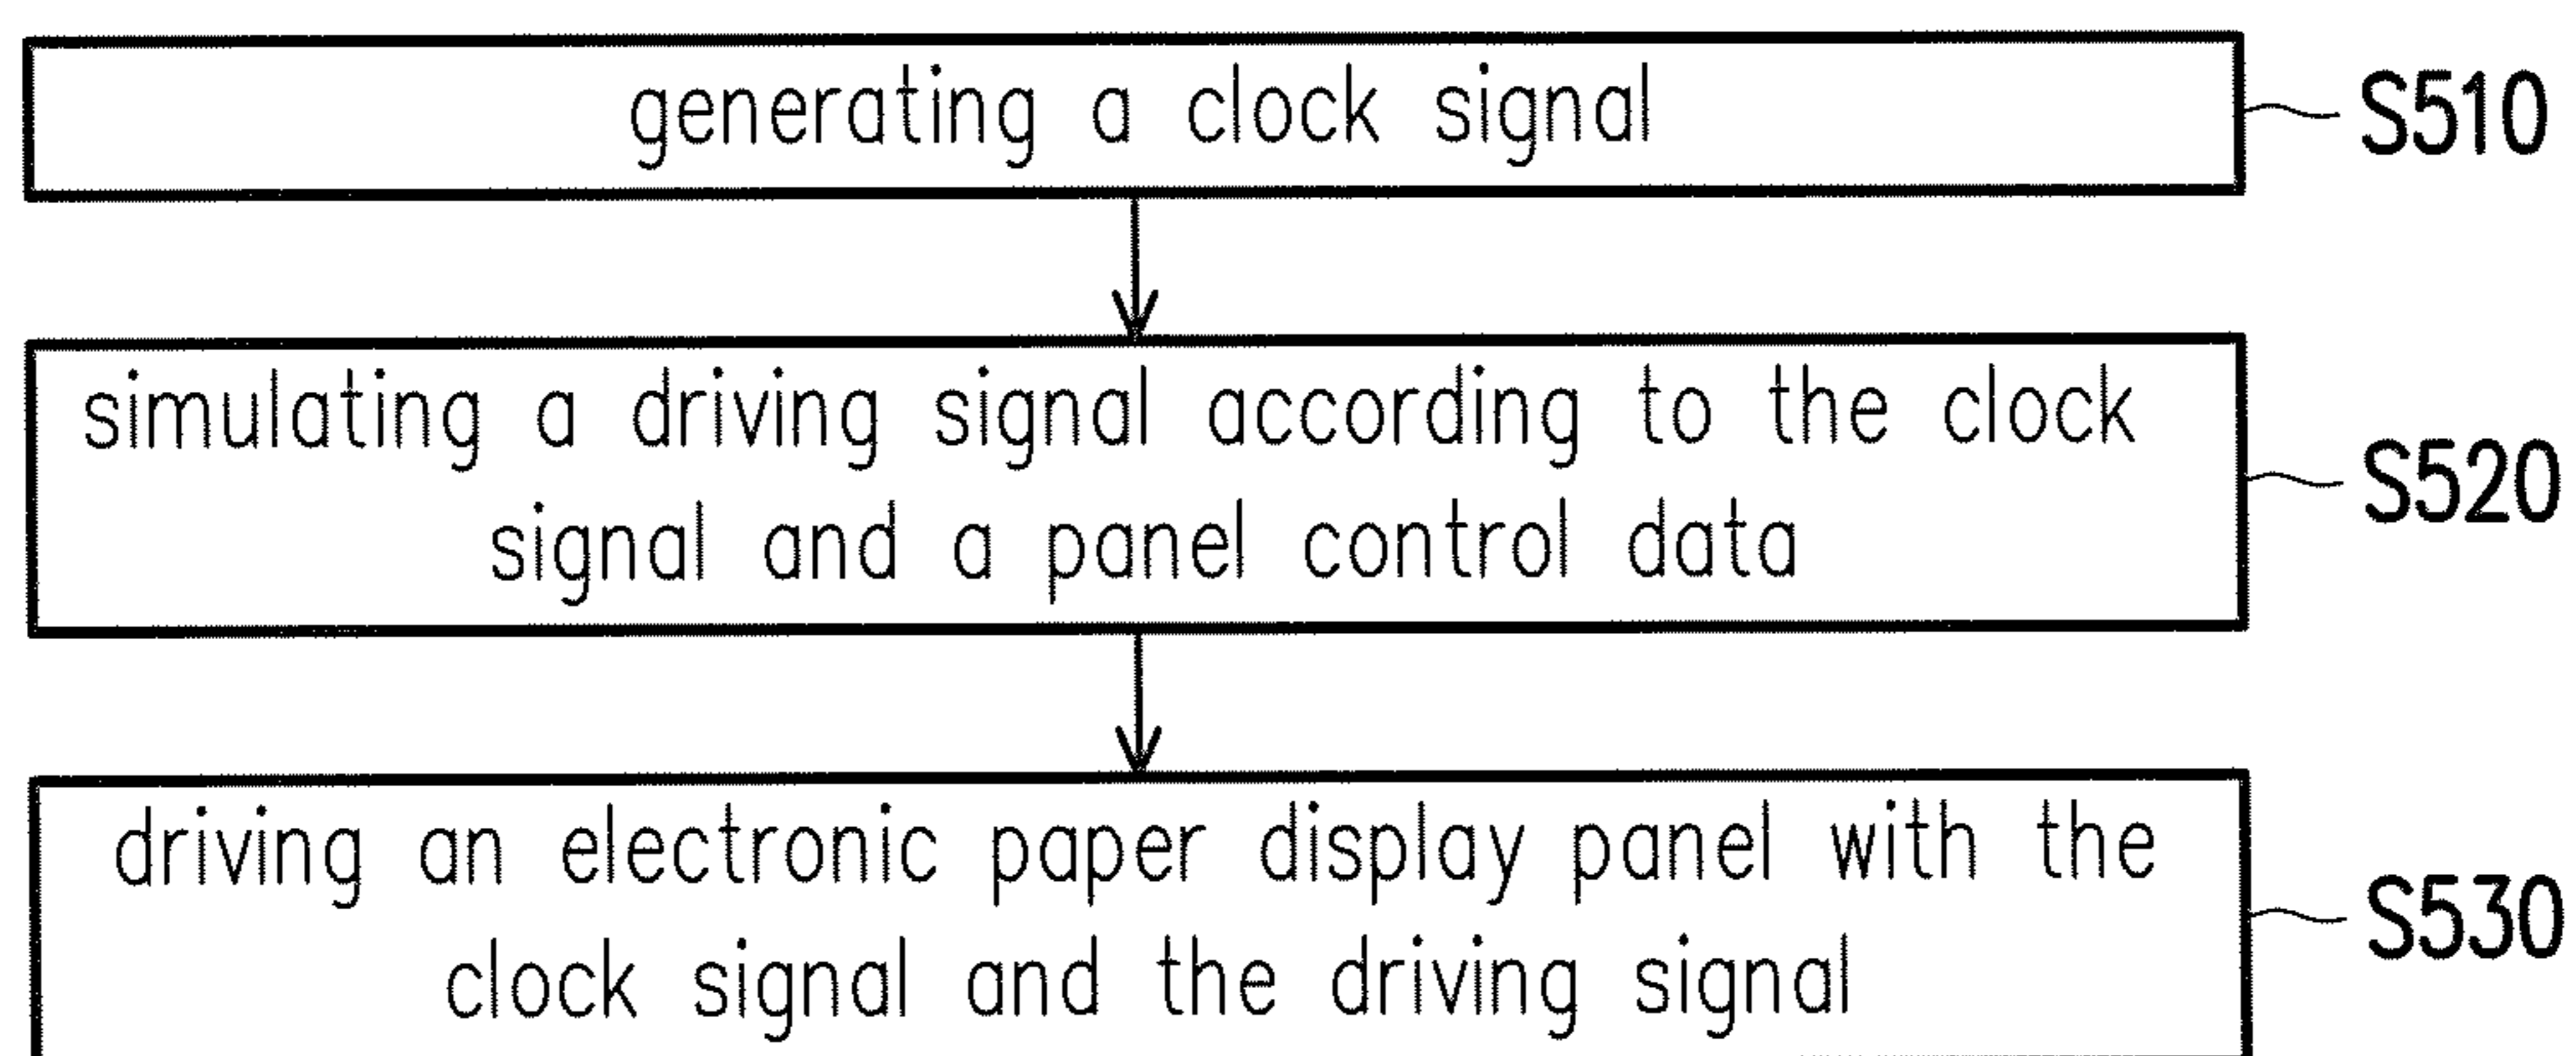 generating a clock signal
S510
simulating a driving signal according to the clock
signal and a panel control data
S520
driving an electronic paper display panel with the
clock signal and the driving signal
S530